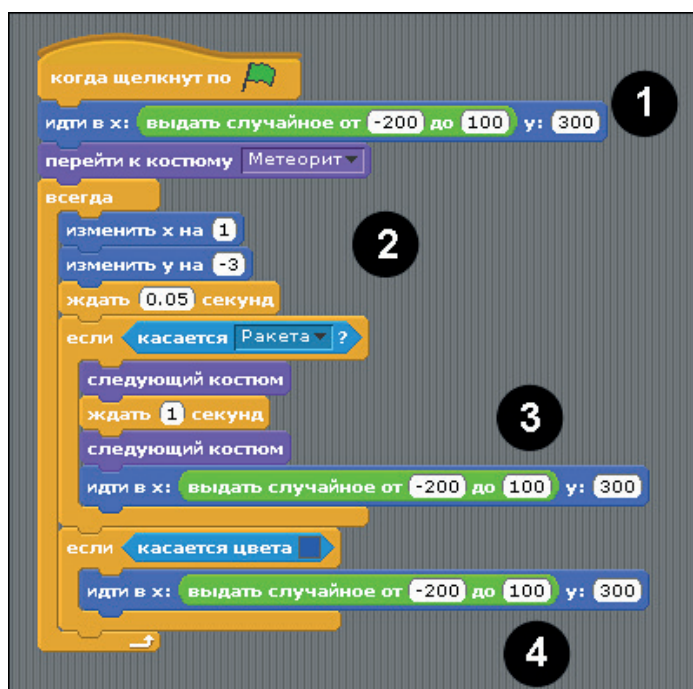 когда щелкнут по
идти в x: выдать случайное от -200 до 100 y: 300
1
перейти к костюму Метеорит
всегда
изменить x на 1
2
изменить y на -3
ждать 0.05 секунд
если касается Ракета ?
следующий костюм
ждать 1 секунд
3
следующий костюм
идти в x: выдать случайное от -200 до 100 y: 300
если касается цвета
идти в x: выдать случайное от -200 до 100 y: 300
4